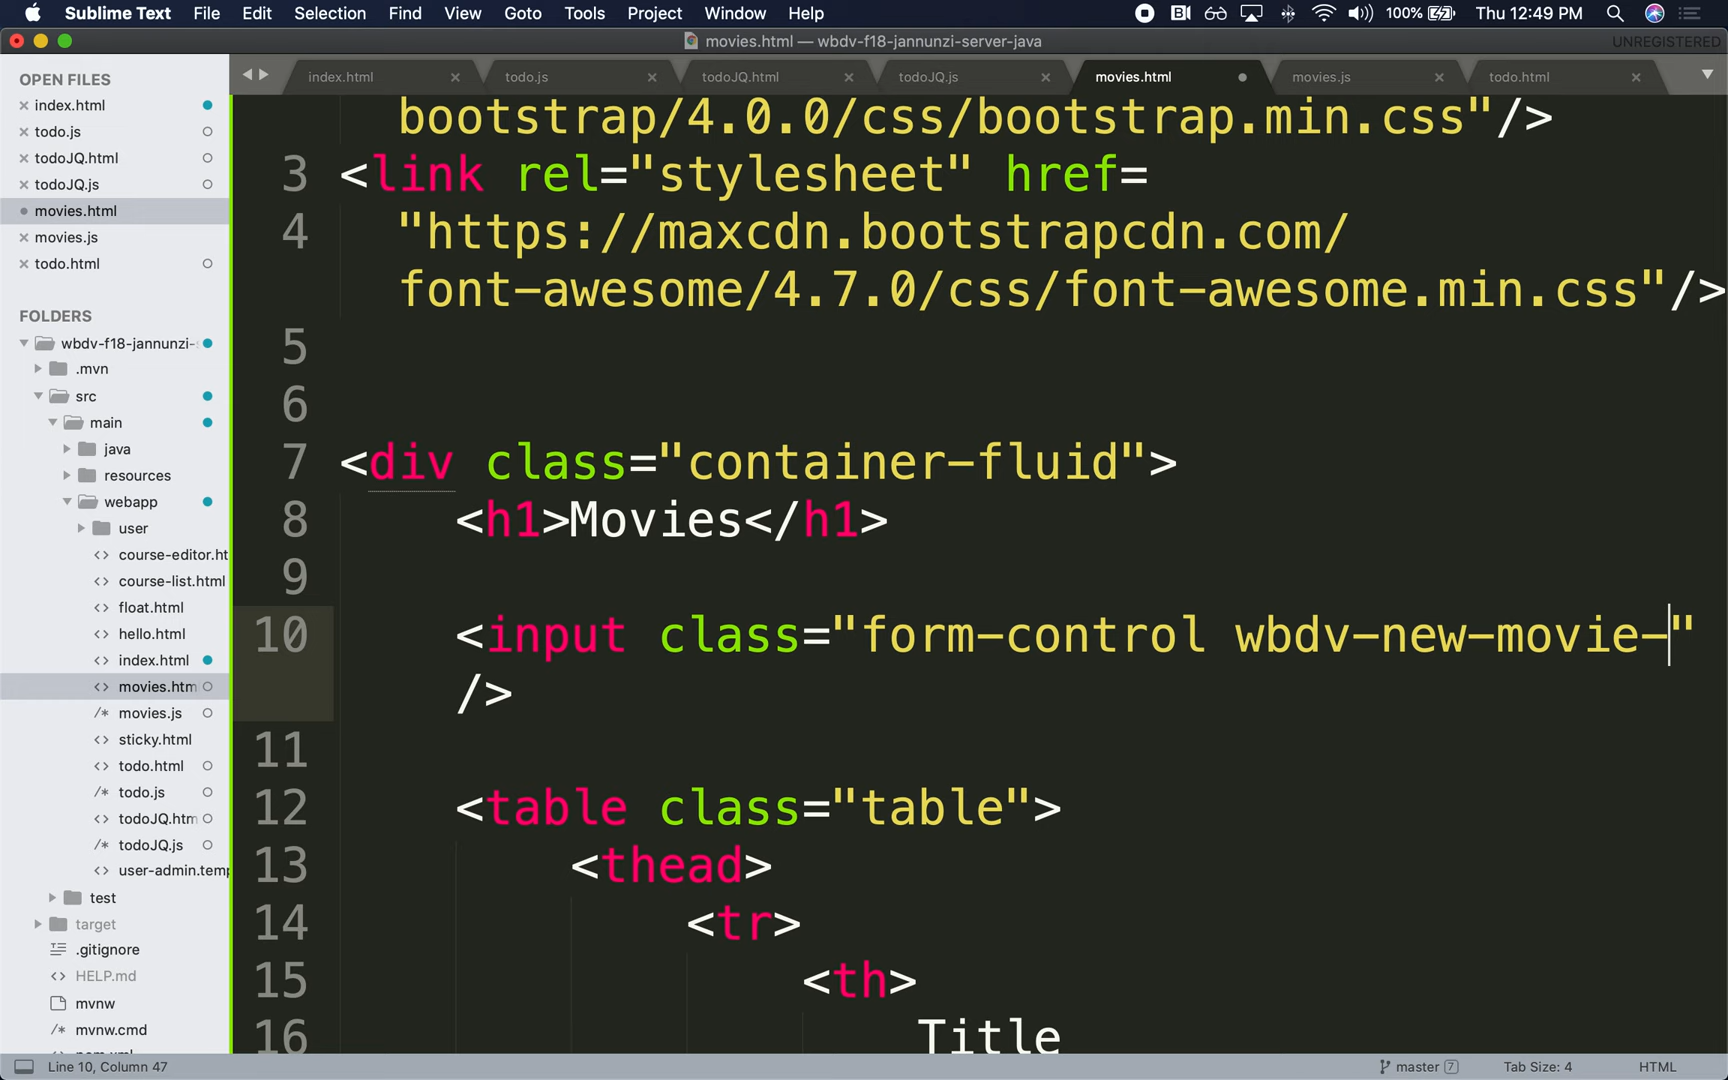 Sublime Text File Edit Selection Find View Goto Tools Project Window Help 100% Thu 12:49 PM
movies.html — wbdv-f18-jannunzi-server-java UNREGISTERED
index.html × todo.js × todoJQ.html × todoJQ.js × movies.html movies.js × todo.html ×
OPEN FILES
× index.html
× todo.js
× todoJQ.html
× todoJQ.js
movies.html
× movies.js
× todo.html
FOLDERS
wbdv-f18-jannunzi-
.mvn
src
main
java
resources
webapp
user
<> course-editor.ht
<> course-list.html
<> float.html
<> hello.html
<> index.html
<> movies.htm
/* movies.js
<> sticky.html
<> todo.html
/* todo.js
<> todoJQ.htm
/* todoJQ.js
<> user-admin.temp
test
target
.gitignore
<> HELP.md
mvnw
/* mvnw.cmd
bootstrap/4.0.0/css/bootstrap.min.css"/>
3 <link rel="stylesheet" href=
4 "https://maxcdn.bootstrapcdn.com/
font-awesome/4.7.0/css/font-awesome.min.css"/>
5
6
7 <div class="container-fluid">
8 <h1>Movies</h1>
9
10 <input class="form-control wbdv-new-movie-"
/>
11
12 <table class="table">
13 <thead>
14 <tr>
15 <th>
16 Title
Line 10, Column 47 master 7 Tab Size: 4 HTML